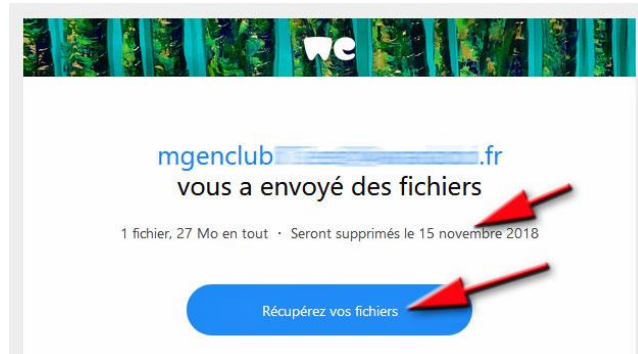 we
mgenclub .fr
vous a envoyé des fichiers
1 fichier, 27 Mo en tout · Seront supprimés le 15 novembre 2018
Récupérez vos fichiers